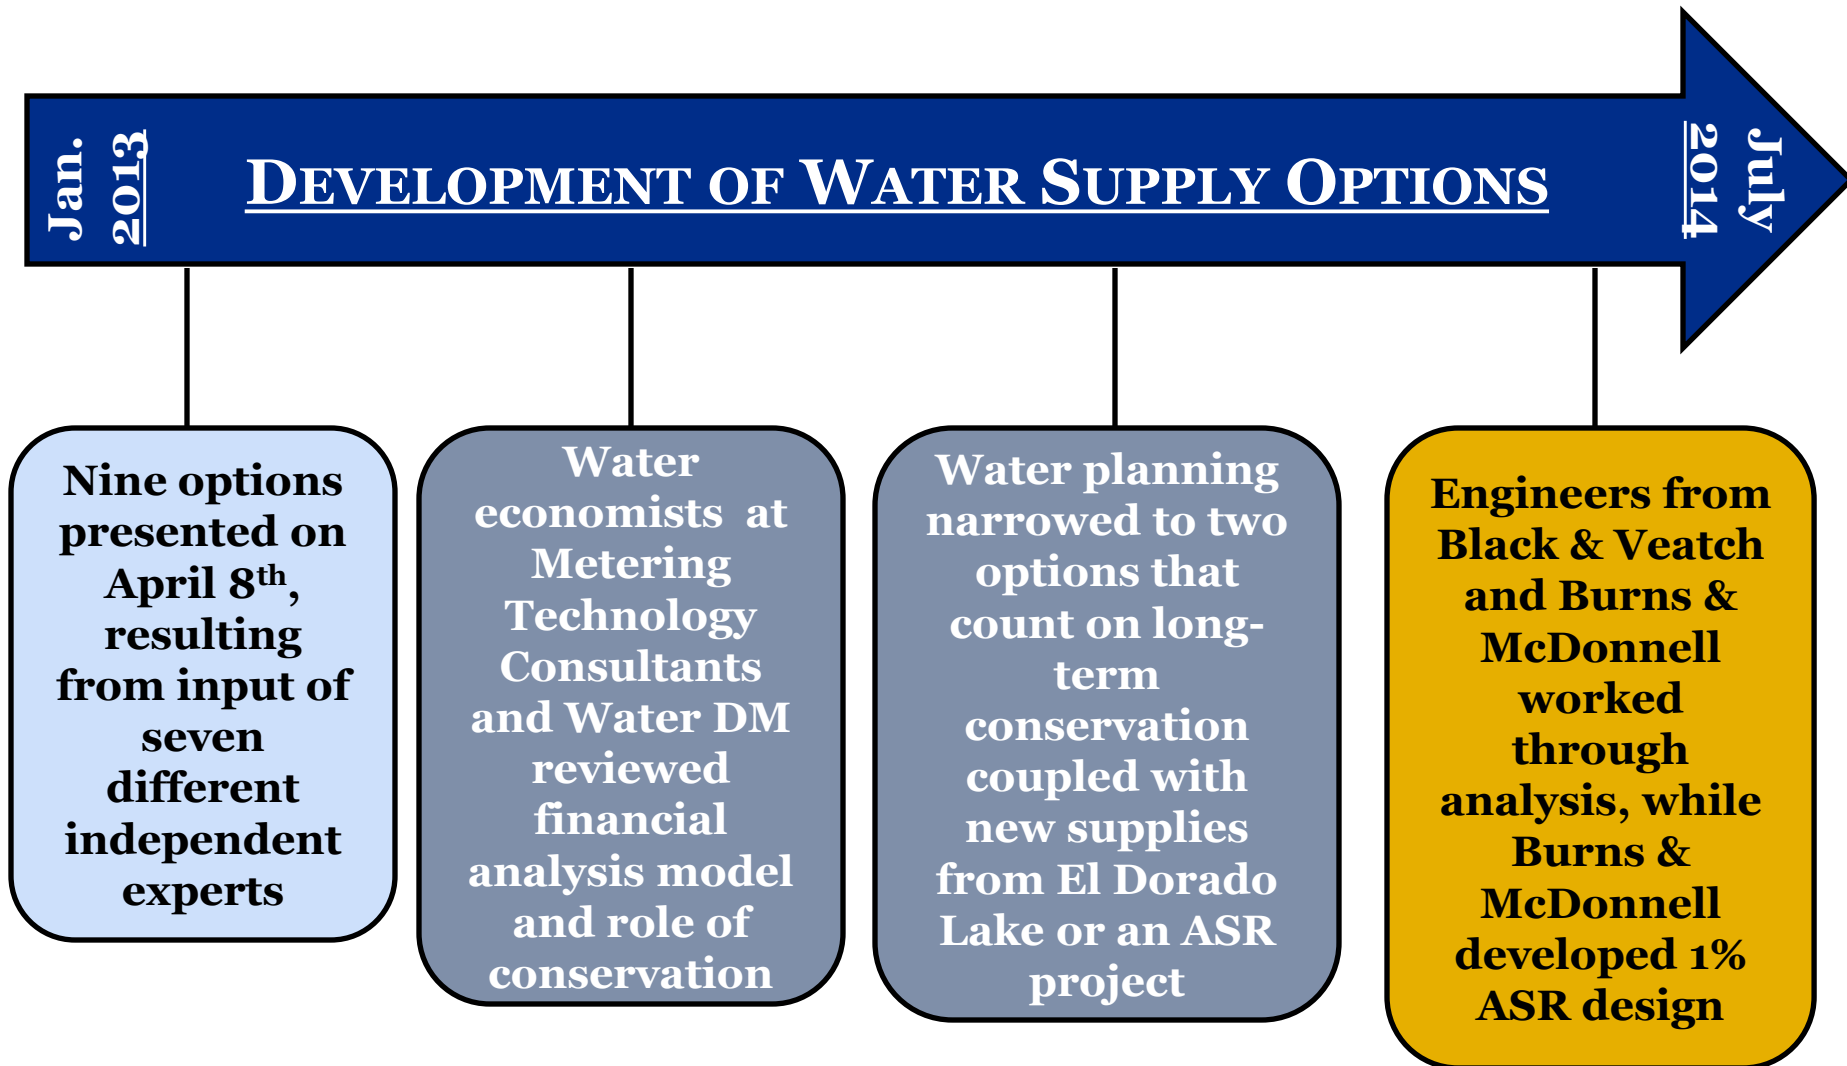 Jan.
2013
DEVELOPMENT OF WATER SUPPLY OPTIONS
July
2014
Nine options
presented on
April 8th,
resulting
from input of
seven
different
independent
experts
Water
economists at
Metering
Technology
Consultants
and Water DM
reviewed
financial
analysis model
and role of
conservation
Water planning
narrowed to two
options that
count on long-
term
conservation
coupled with
new supplies
from El Dorado
Lake or an ASR
project
Engineers from
Black & Veatch
and Burns &
McDonnell
worked
through
analysis, while
Burns &
McDonnell
developed 1%
ASR design